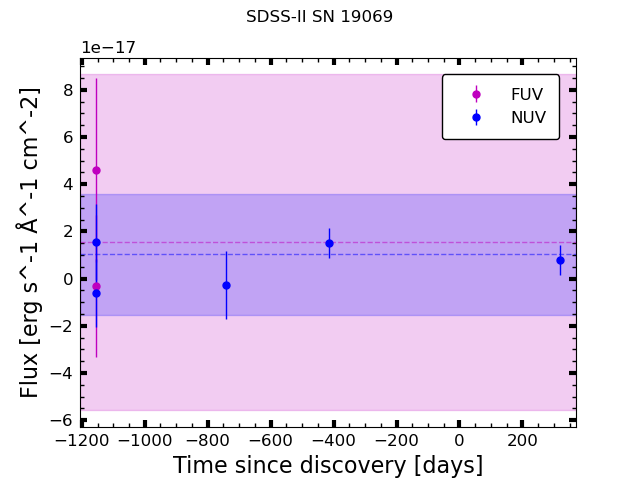 SDSS-II SN 19069
1e−17
Flux [erg s^-1 Å^-1 cm^-2]
8
6
4
2
0
−2
−4
−6
FUV
NUV
−1200 −1000 −800 −600 −400 −200 0 200
Time since discovery [days]